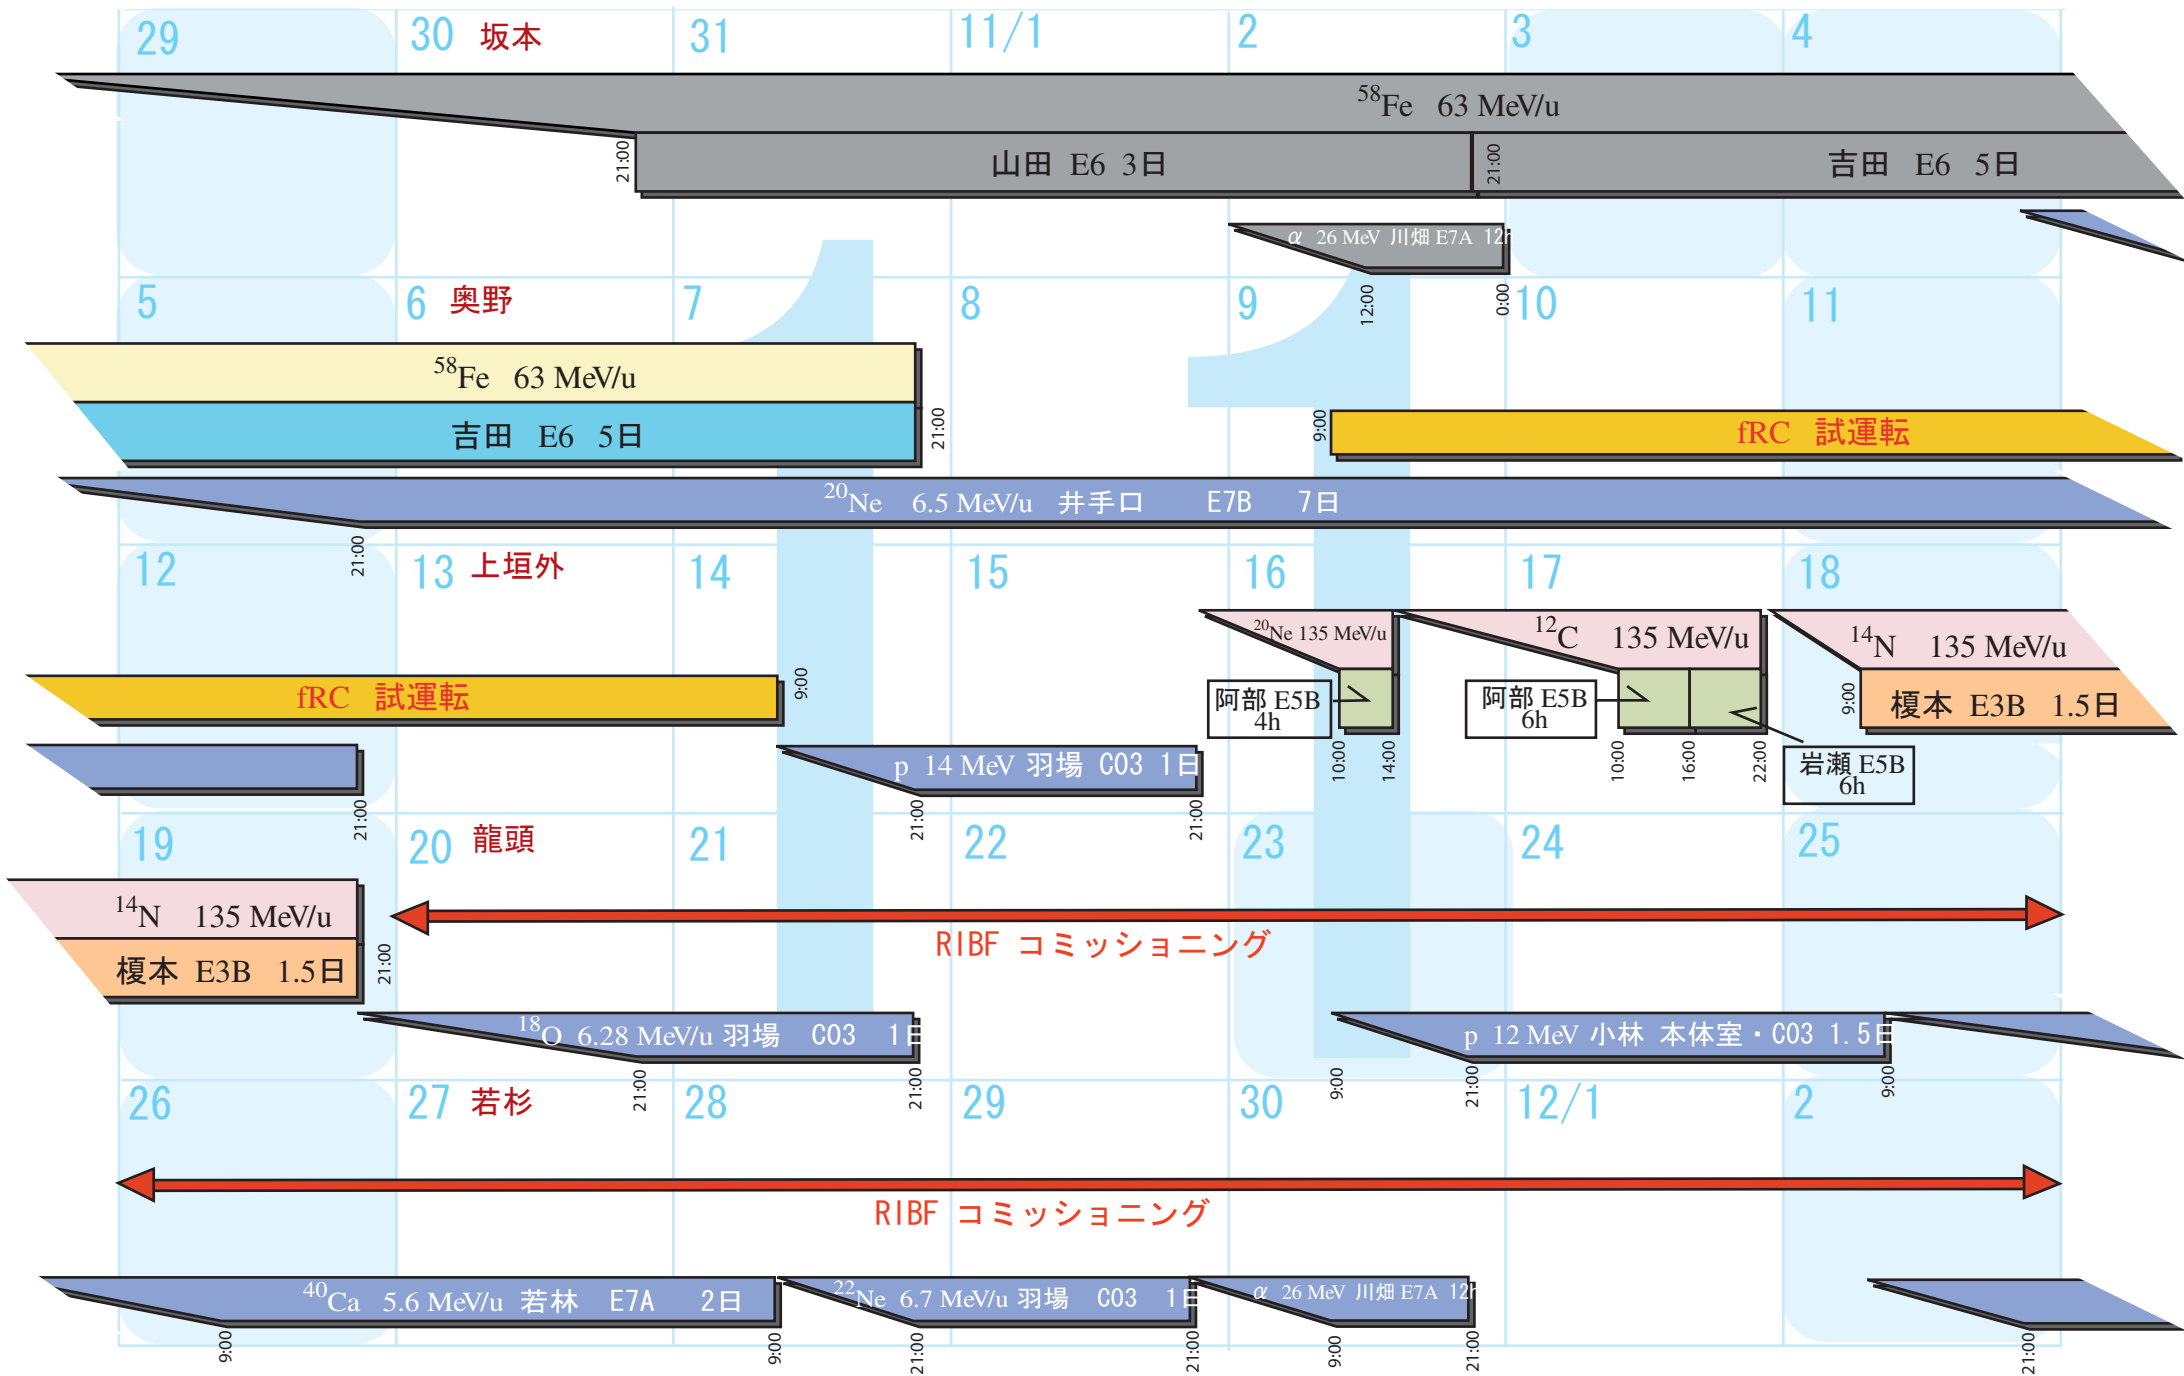 29 30 坂本 31 11/1 2 3 4
58Fe 63 MeV/u
21:00 山田 E6 3日 21:00 吉田 E6 5日
α 26 MeV 川畑 E7A 12h
12:00 0:00
5 6 奥野 7 8 9 10 11
58Fe 63 MeV/u
吉田 E6 5日 21:00
9:00 fRC 試運転
20Ne 6.5 MeV/u 井手口 E7B 7日
21:00
12 13 上垣外 14 15 16 17 18
20Ne 135 MeV/u
12C 135 MeV/u
14N 135 MeV/u
fRC 試運転 9:00
阿部 E5B
4h
阿部 E5B
6h
9:00 榎本 E3B 1.5日
p 14 MeV 羽場 C03 1日
10:00 14:00
10:00 16:00 22:00
岩瀬 E5B
6h
21:00 21:00 21:00
19 20 龍頭 21 22 23 24 25
14N 135 MeV/u
榎本 E3B 1.5日 21:00
RIBF コミッショニング
18O 6.28 MeV/u 羽場 C03 1日
p 12 MeV 小林 本体室・C03 1.5日
21:00 21:00 9:00 21:00 9:00
26 27 若杉 28 29 30 12/1 2
RIBF コミッショニング
40Ca 5.6 MeV/u 若林 E7A 2日
22Ne 6.7 MeV/u 羽場 C03 1日
α 26 MeV 川畑 E7A 12h
9:00 9:00 21:00 21:00 9:00 21:00 21:00
11